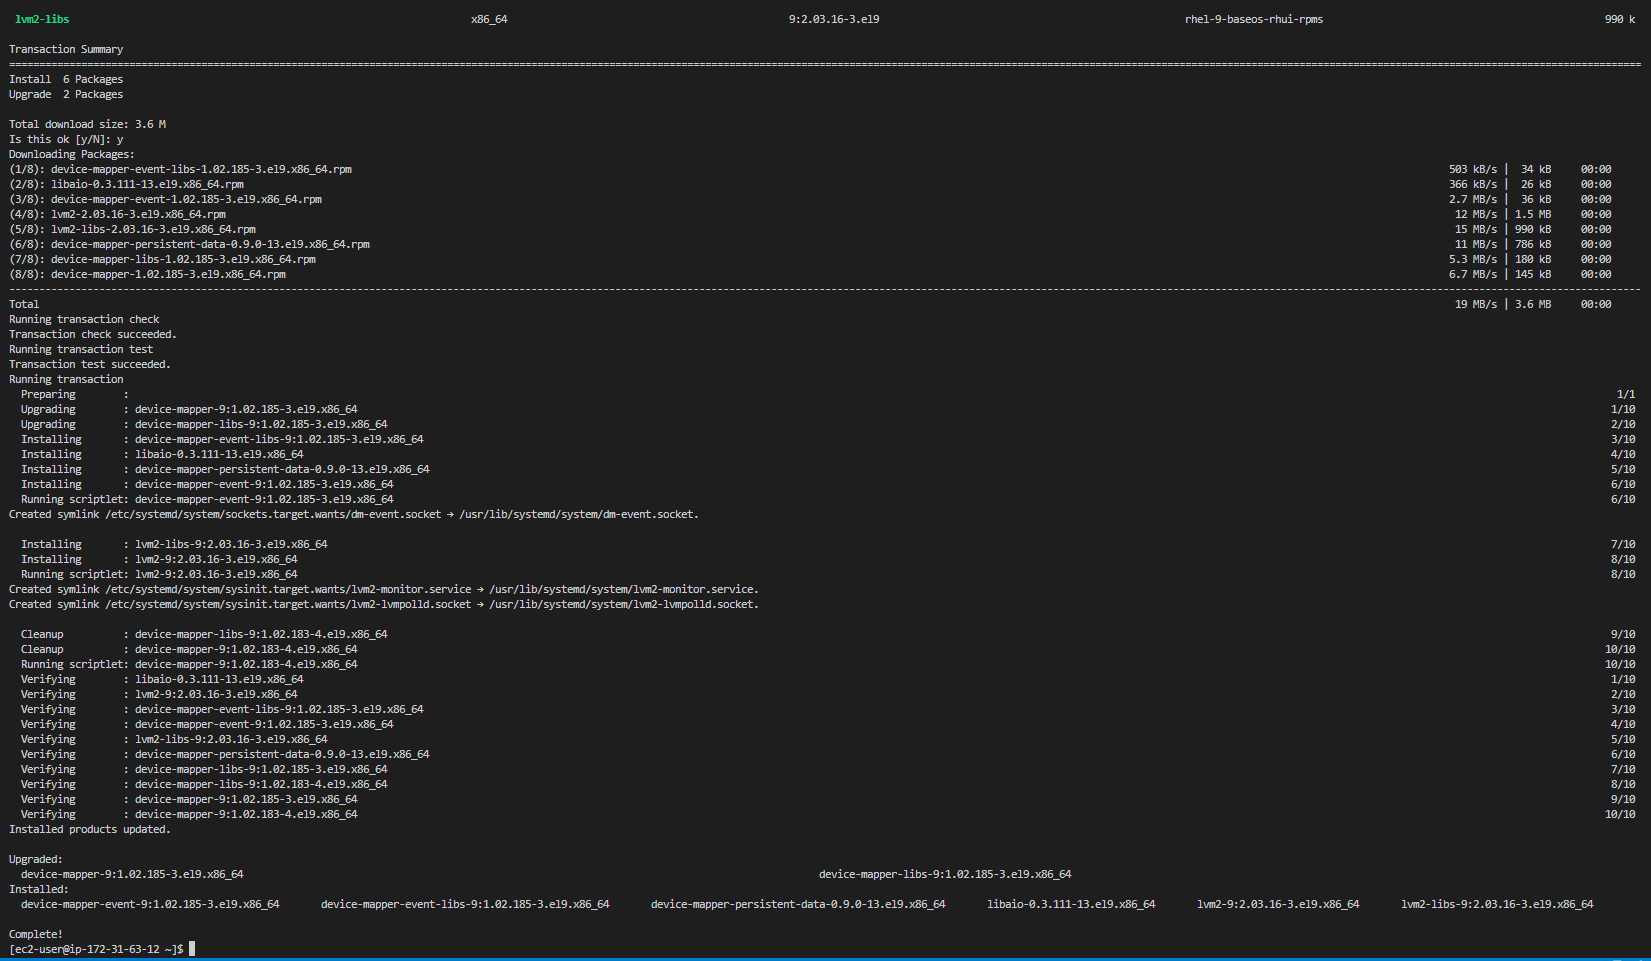 lvm2-libs x86_64 9:2.03.16-3.el9 rhel-9-baseos-rhui-rpms 990 k
Transaction Summary
================================================================================
Install  6 Packages
Upgrade  2 Packages
Total download size: 3.6 M
Is this ok [y/N]: y
Downloading Packages:
(1/8): device-mapper-event-libs-1.02.185-3.el9.x86_64.rpm 503 kB/s |  34 kB 00:00
(2/8): libaio-0.3.111-13.el9.x86_64.rpm 366 kB/s |  26 kB 00:00
(3/8): device-mapper-event-1.02.185-3.el9.x86_64.rpm 2.7 MB/s |  36 kB 00:00
(4/8): lvm2-2.03.16-3.el9.x86_64.rpm 12 MB/s | 1.5 MB 00:00
(5/8): lvm2-libs-2.03.16-3.el9.x86_64.rpm 15 MB/s | 990 kB 00:00
(6/8): device-mapper-persistent-data-0.9.0-13.el9.x86_64.rpm 11 MB/s | 786 kB 00:00
(7/8): device-mapper-libs-1.02.185-3.el9.x86_64.rpm 5.3 MB/s | 180 kB 00:00
(8/8): device-mapper-1.02.185-3.el9.x86_64.rpm 6.7 MB/s | 145 kB 00:00
--------------------------------------------------------------------------------
Total 19 MB/s | 3.6 MB 00:00
Running transaction check
Transaction check succeeded.
Running transaction test
Transaction test succeeded.
Running transaction
Preparing        : 1/1
Upgrading        : device-mapper-9:1.02.185-3.el9.x86_64 1/10
Upgrading        : device-mapper-libs-9:1.02.185-3.el9.x86_64 2/10
Installing       : device-mapper-event-libs-9:1.02.185-3.el9.x86_64 3/10
Installing       : libaio-0.3.111-13.el9.x86_64 4/10
Installing       : device-mapper-persistent-data-0.9.0-13.el9.x86_64 5/10
Installing       : device-mapper-event-9:1.02.185-3.el9.x86_64 6/10
Running scriptlet: device-mapper-event-9:1.02.185-3.el9.x86_64 6/10
Created symlink /etc/systemd/system/sockets.target.wants/dm-event.socket → /usr/lib/systemd/system/dm-event.socket.
Installing       : lvm2-libs-9:2.03.16-3.el9.x86_64 7/10
Installing       : lvm2-9:2.03.16-3.el9.x86_64 8/10
Running scriptlet: lvm2-9:2.03.16-3.el9.x86_64 8/10
Created symlink /etc/systemd/system/sysinit.target.wants/lvm2-monitor.service → /usr/lib/systemd/system/lvm2-monitor.service.
Created symlink /etc/systemd/system/sysinit.target.wants/lvm2-lvmpolld.socket → /usr/lib/systemd/system/lvm2-lvmpolld.socket.
Cleanup          : device-mapper-libs-9:1.02.183-4.el9.x86_64 9/10
Cleanup          : device-mapper-9:1.02.183-4.el9.x86_64 10/10
Running scriptlet: device-mapper-9:1.02.183-4.el9.x86_64 10/10
Verifying        : libaio-0.3.111-13.el9.x86_64 1/10
Verifying        : lvm2-9:2.03.16-3.el9.x86_64 2/10
Verifying        : device-mapper-event-libs-9:1.02.185-3.el9.x86_64 3/10
Verifying        : device-mapper-event-9:1.02.185-3.el9.x86_64 4/10
Verifying        : lvm2-libs-9:2.03.16-3.el9.x86_64 5/10
Verifying        : device-mapper-persistent-data-0.9.0-13.el9.x86_64 6/10
Verifying        : device-mapper-libs-9:1.02.185-3.el9.x86_64 7/10
Verifying        : device-mapper-libs-9:1.02.183-4.el9.x86_64 8/10
Verifying        : device-mapper-9:1.02.185-3.el9.x86_64 9/10
Verifying        : device-mapper-9:1.02.183-4.el9.x86_64 10/10
Installed products updated.
Upgraded:
device-mapper-9:1.02.185-3.el9.x86_64 device-mapper-libs-9:1.02.185-3.el9.x86_64
Installed:
device-mapper-event-9:1.02.185-3.el9.x86_64 device-mapper-event-libs-9:1.02.185-3.el9.x86_64 device-mapper-persistent-data-0.9.0-13.el9.x86_64 libaio-0.3.111-13.el9.x86_64 lvm2-9:2.03.16-3.el9.x86_64 lvm2-libs-9:2.03.16-3.el9.x86_64
Complete!
[ec2-user@ip-172-31-63-12 ~]$